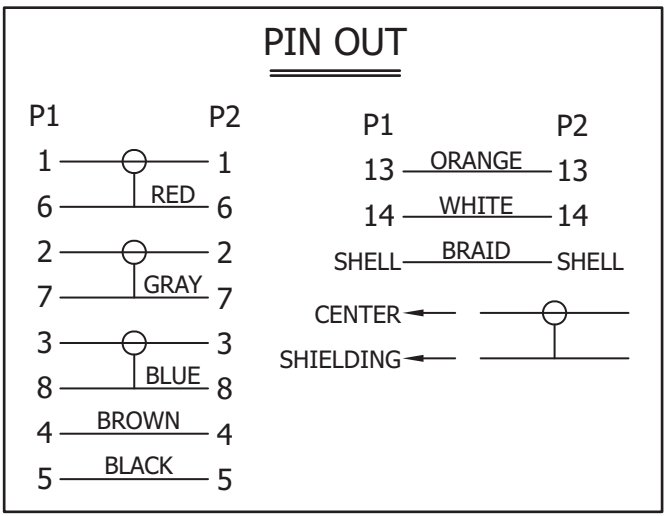 PIN OUT
P1 P2
1 1
6 RED 6
2 2
7 GRAY 7
3 3
8 BLUE 8
4 BROWN 4
5 BLACK 5
P1 P2
13 ORANGE 13
14 WHITE 14
SHELL BRAID SHELL
CENTER
SHIELDING